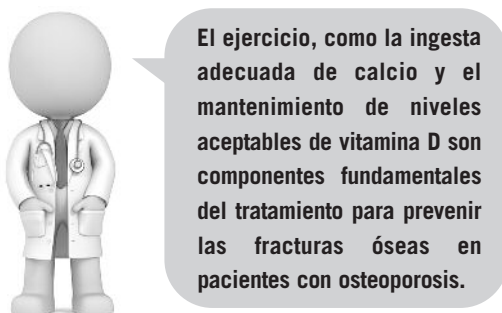 El ejercicio, como la ingesta
adecuada de calcio y el
mantenimiento de niveles
aceptables de vitamina D son
componentes fundamentales
del tratamiento para prevenir
las fracturas óseas en
pacientes con osteoporosis.